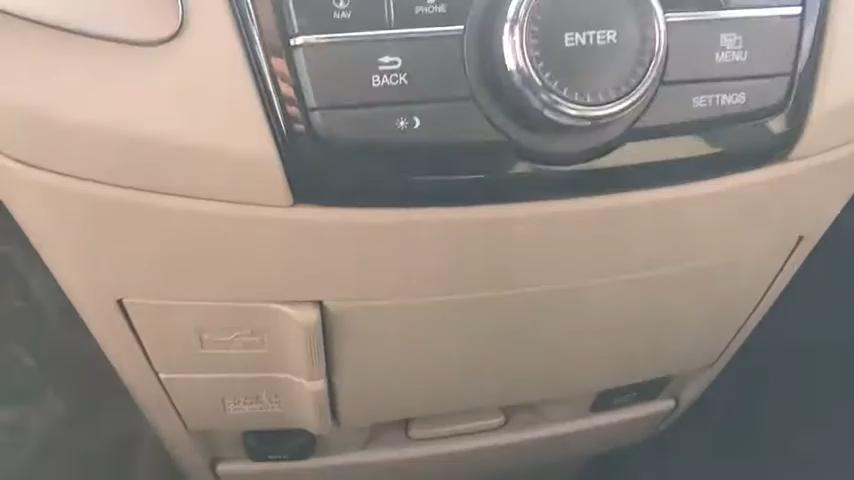 NAV
PHONE
ENTER
MENU
BACK
SETTINGS